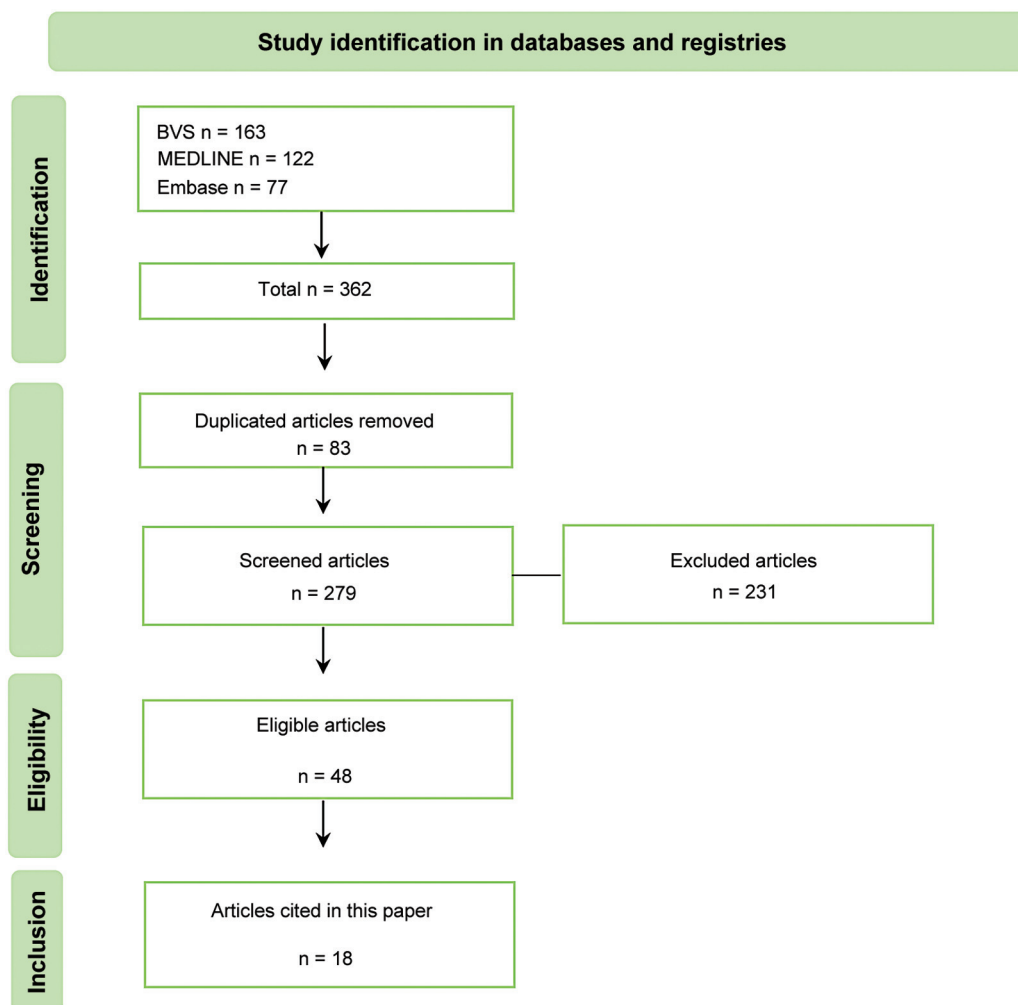 Study identification in databases and registries
Identification
BVS n = 163
MEDLINE n = 122
Embase n = 77
Total n = 362
Screening
Duplicated articles removed
n = 83
Screened articles
n = 279
Excluded articles
n = 231
Eligibility
Eligible articles
n = 48
Inclusion
Articles cited in this paper
n = 18